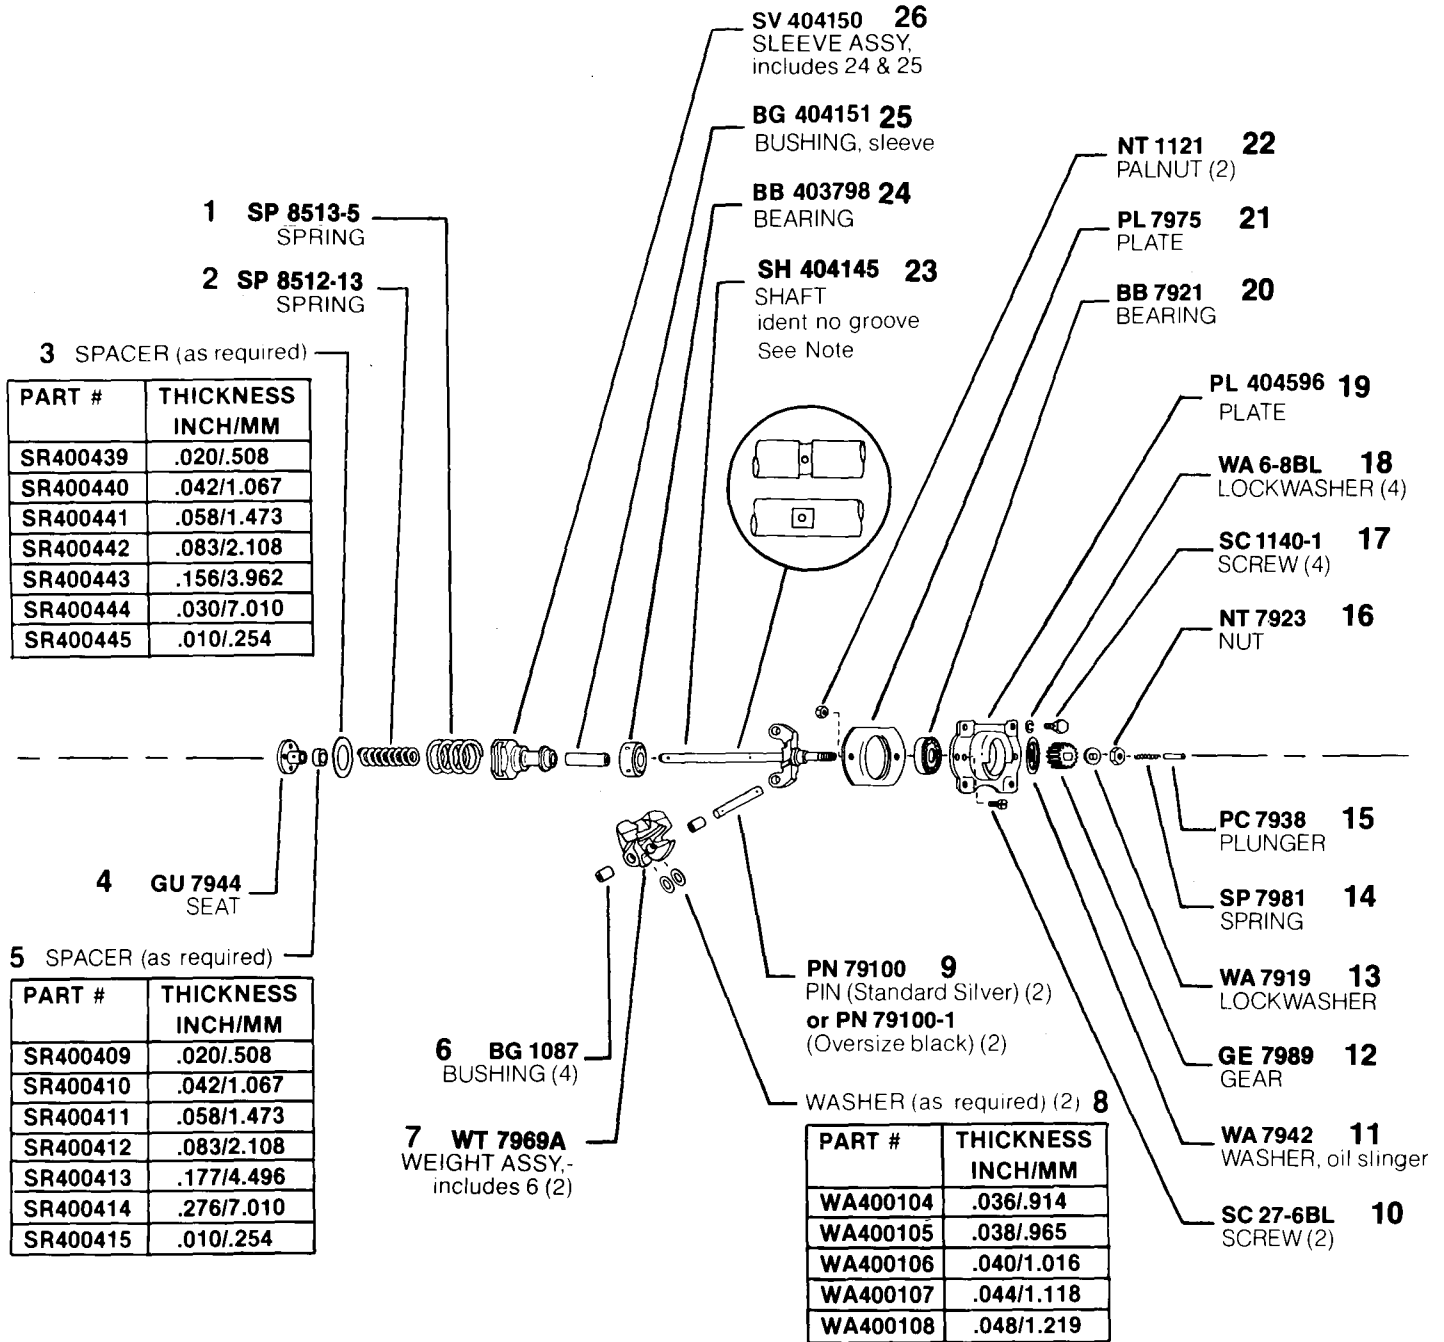 SV 404150 26
SLEEVE ASSY,
includes 24 & 25
BG 404151 25
BUSHING, sleeve
BB 403798 24
BEARING
SH 404145 23
SHAFT
ident no groove
See Note
NT 1121 22
PALNUT (2)
PL 7975 21
PLATE
BB 7921 20
BEARING
PL 404596 19
PLATE
WA 6-8BL 18
LOCKWASHER (4)
SC 1140-1 17
SCREW (4)
NT 7923 16
NUT
1 SP 8513-5
SPRING
2 SP 8512-13
SPRING
3 SPACER (as required)
PART # THICKNESS
INCH/MM
SR400439 .020/.508
SR400440 .042/1.067
SR400441 .058/1.473
SR400442 .083/2.108
SR400443 .156/3.962
SR400444 .030/7.010
SR400445 .010/.254
4 GU 7944
SEAT
5 SPACER (as required)
PART # THICKNESS
INCH/MM
SR400409 .020/.508
SR400410 .042/1.067
SR400411 .058/1.473
SR400412 .083/2.108
SR400413 .177/4.496
SR400414 .276/7.010
SR400415 .010/.254
6 BG 1087
BUSHING (4)
7 WT 7969A
WEIGHT ASSY,-
includes 6 (2)
PN 79100 9
PIN (Standard Silver) (2)
or PN 79100-1
(Oversize black) (2)
WASHER (as required) (2) 8
PART # THICKNESS
INCH/MM
WA400104 .036/.914
WA400105 .038/.965
WA400106 .040/1.016
WA400107 .044/1.118
WA400108 .048/1.219
PC 7938 15
PLUNGER
SP 7981 14
SPRING
WA 7919 13
LOCKWASHER
GE 7989 12
GEAR
WA 7942 11
WASHER, oil slinger
SC 27-6BL 10
SCREW (2)